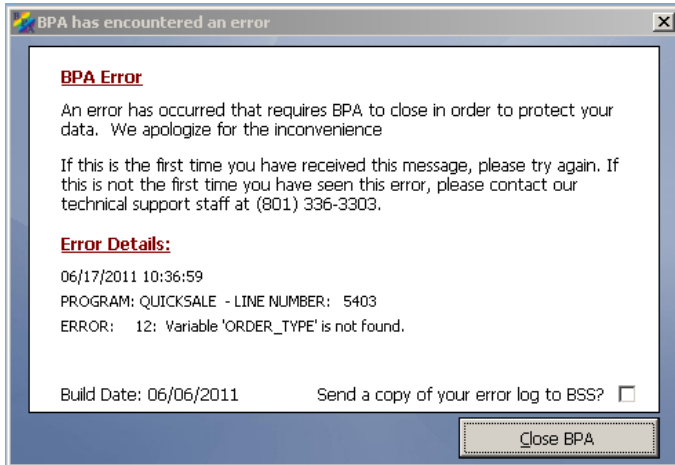 BPA has encountered an error
BPA Error
An error has occurred that requires BPA to close in order to protect your
data. We apologize for the inconvenience
If this is the first time you have received this message, please try again. If
this is not the first time you have seen this error, please contact our
technical support staff at (801) 336-3303.
Error Details:
06/17/2011 10:36:59
PROGRAM: QUICKSALE - LINE NUMBER: 5403
ERROR: 12: Variable 'ORDER_TYPE' is not found.
Build Date: 06/06/2011 Send a copy of your error log to BSS?
Close BPA